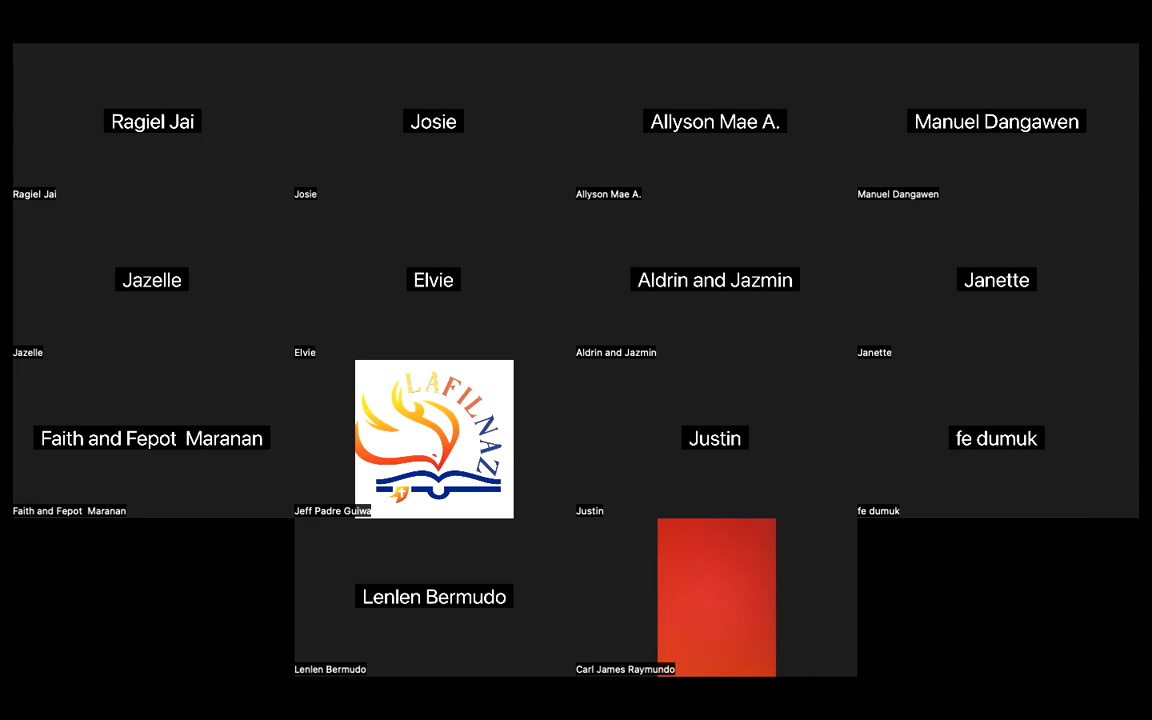 Ragiel Jai
Josie
Allyson Mae A.
Manuel Dangawen
Ragiel Jai
Josie
Allyson Mae A.
Manuel Dangawen
Jazelle
Elvie
Aldrin and Jazmin
Janette
Jazelle
Elvie
Aldrin and Jazmin
Janette
LAFILNAZ
Faith and Fepot  Maranan
Justin
fe dumuk
Faith and Fepot  Maranan
Jeff Padre Guiwa
Justin
fe dumuk
Lenlen Bermudo
Lenlen Bermudo
Carl James Raymundo